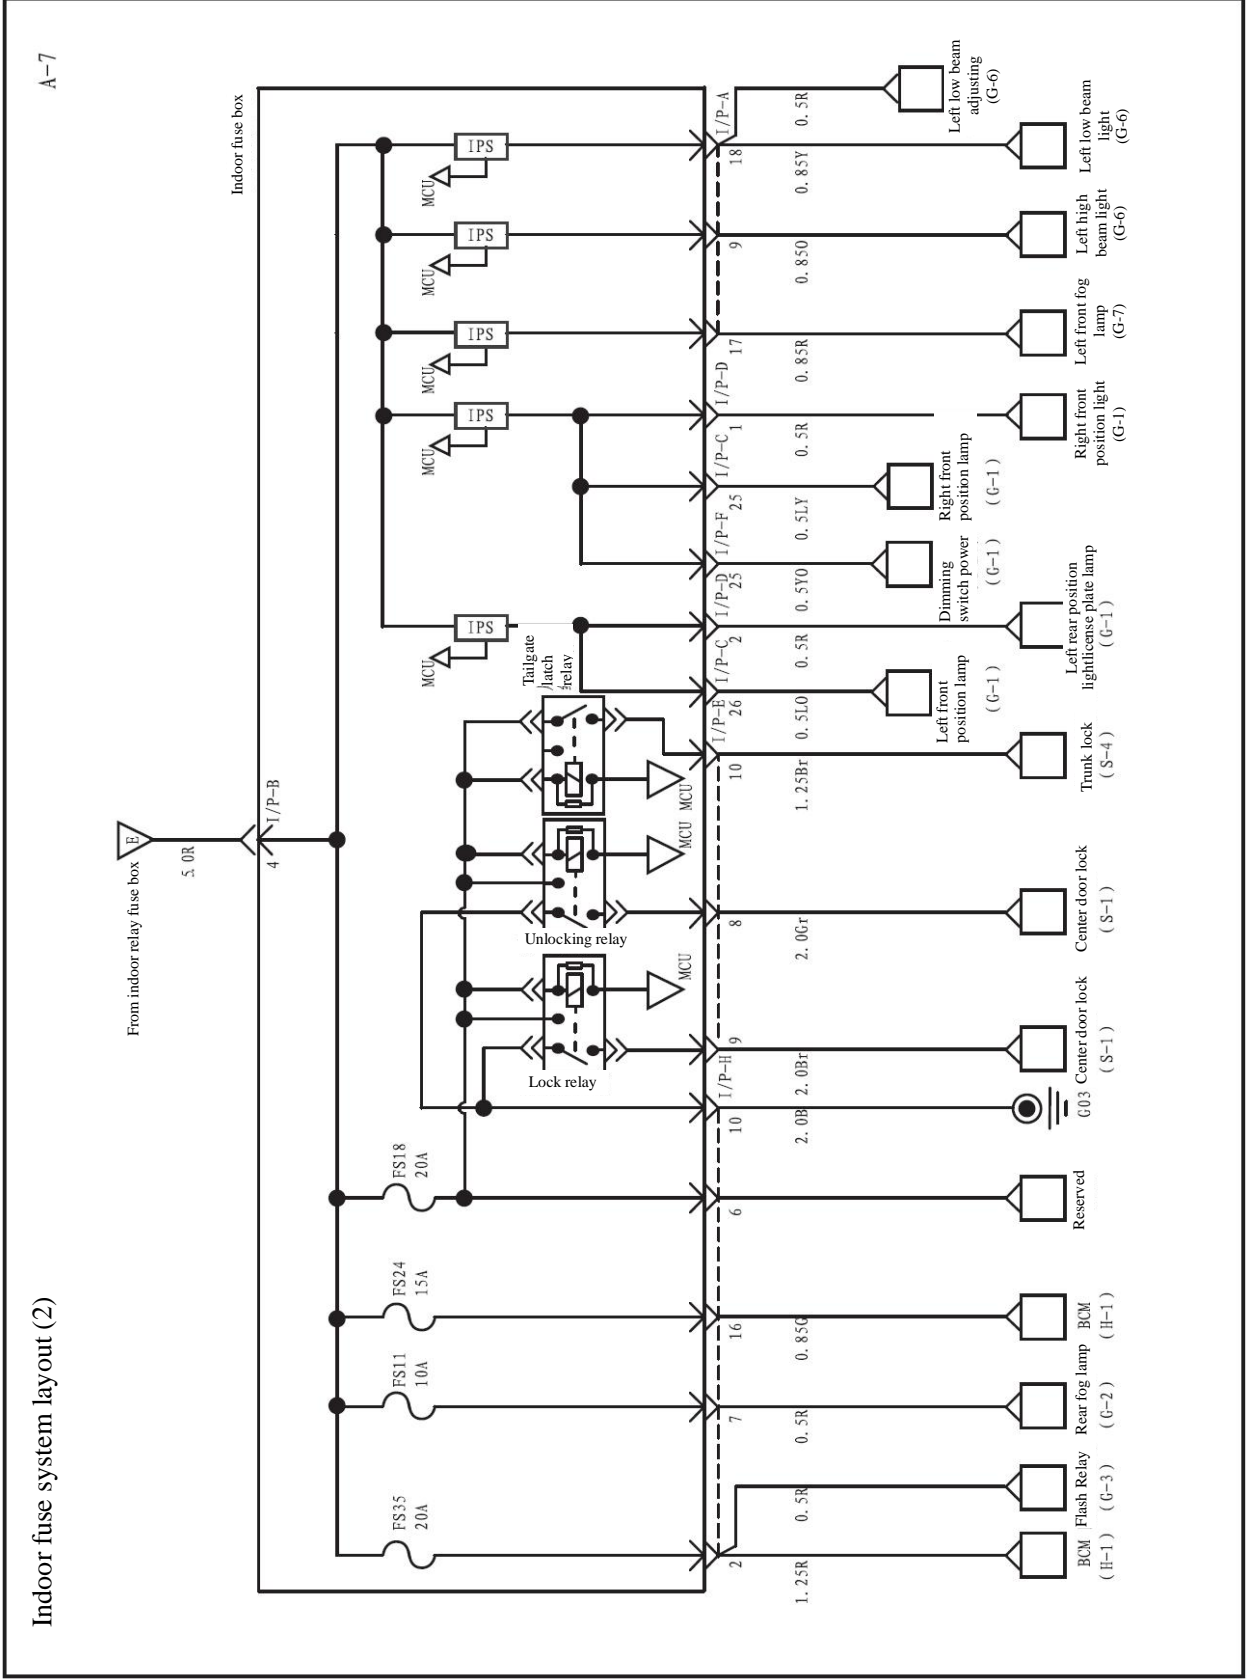 Indoor fuse system layout (2)
A-7
From indoor relay fuse box
E
5.0R
4
I/P-B
Indoor fuse box
FS35
20A
FS11
10A
FS24
15A
FS18
20A
Lock relay
MCU
Unlocking relay
MCU
MCU
Tailgate
latch
relay
MCU
IPS
MCU
IPS
MCU
IPS
MCU
IPS
MCU
IPS
2
7
16
6
10
I/P-H
9
8
10
I/P-E
26
I/P-C
2
I/P-D
25
I/P-F
25
I/P-C
1
I/P-D
17
9
18
I/P-A
1.25R
0.5R
0.5R
0.85G
2.0B
2.0Br
2.0Gr
1.25Br
0.5LO
0.5R
0.5YO
0.5LY
0.5R
0.85R
0.85O
0.85Y
0.5R
BCM
(H-1)
Flash Relay
(G-3)
Rear fog lamp
(G-2)
BCM
(H-1)
Reserved
G03
Center door lock
(S-1)
Center door lock
(S-1)
Trunk lock
(S-4)
Left front
position lamp
(G-1)
Left rear position
lightlicense plate lamp
(G-1)
Dimming
switch power
(G-1)
Right front
position lamp
(G-1)
Right front
position light
(G-1)
Left front fog
lamp
(G-7)
Left high
beam light
(G-6)
Left low beam
light
(G-6)
Left low beam
adjusting
(G-6)